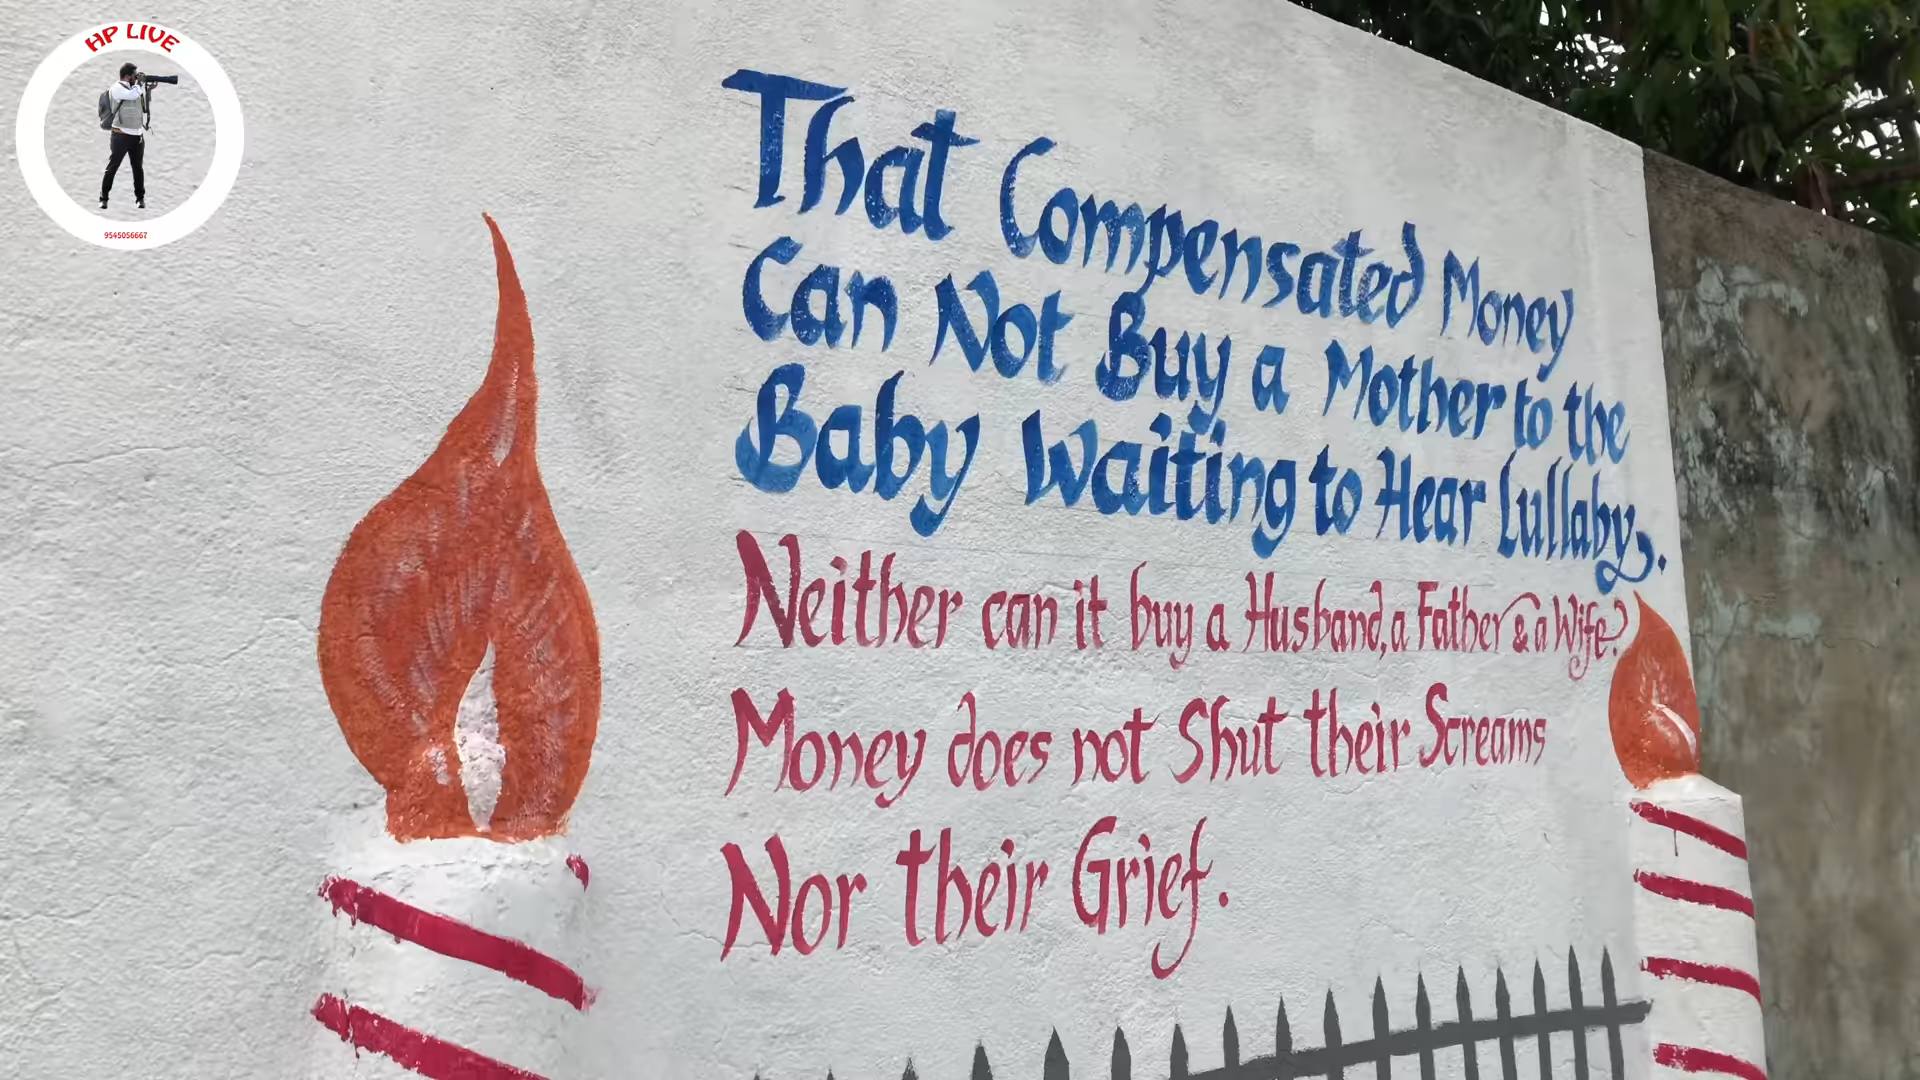 HP LIVE
9545056667
That Compensated Money
Can Not Buy a Mother to the
Baby Waiting to Hear Lullaby,.
Neither can it buy a Husband, a Father & a Wife?
Money does not Shut their Screams
Nor their Grief.